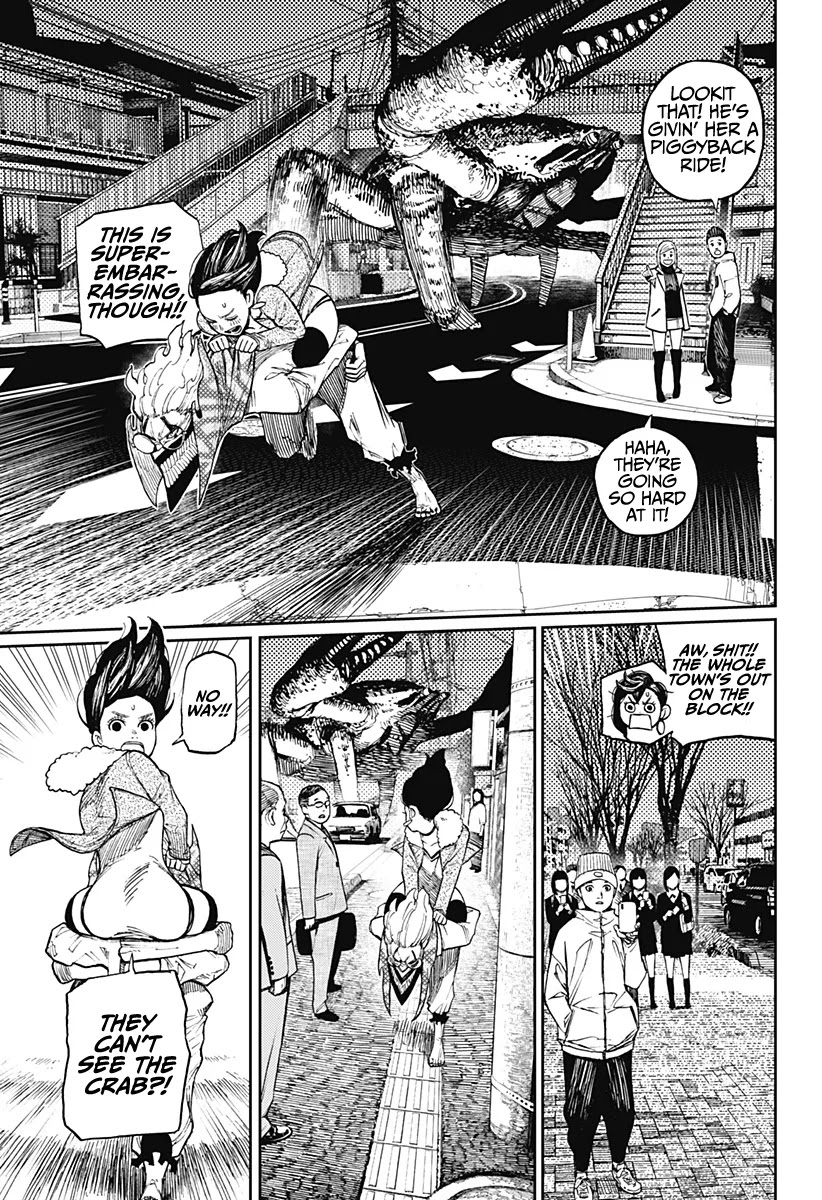 LOOKIT
THAT! HE'S
GIVIN' HER A
PIGGYBACK
RIDE!
THIS IS
SUPER-
EMBAR-
RASSING
THOUGH!!
HAHA,
THEY'RE
GOING
SO HARD
AT IT!
AW, SHIT!!
THE WHOLE
TOWN'S OUT
ON THE
BLOCK!!
NO
WAY!!
THEY
CAN'T
SEE THE
CRAB?!